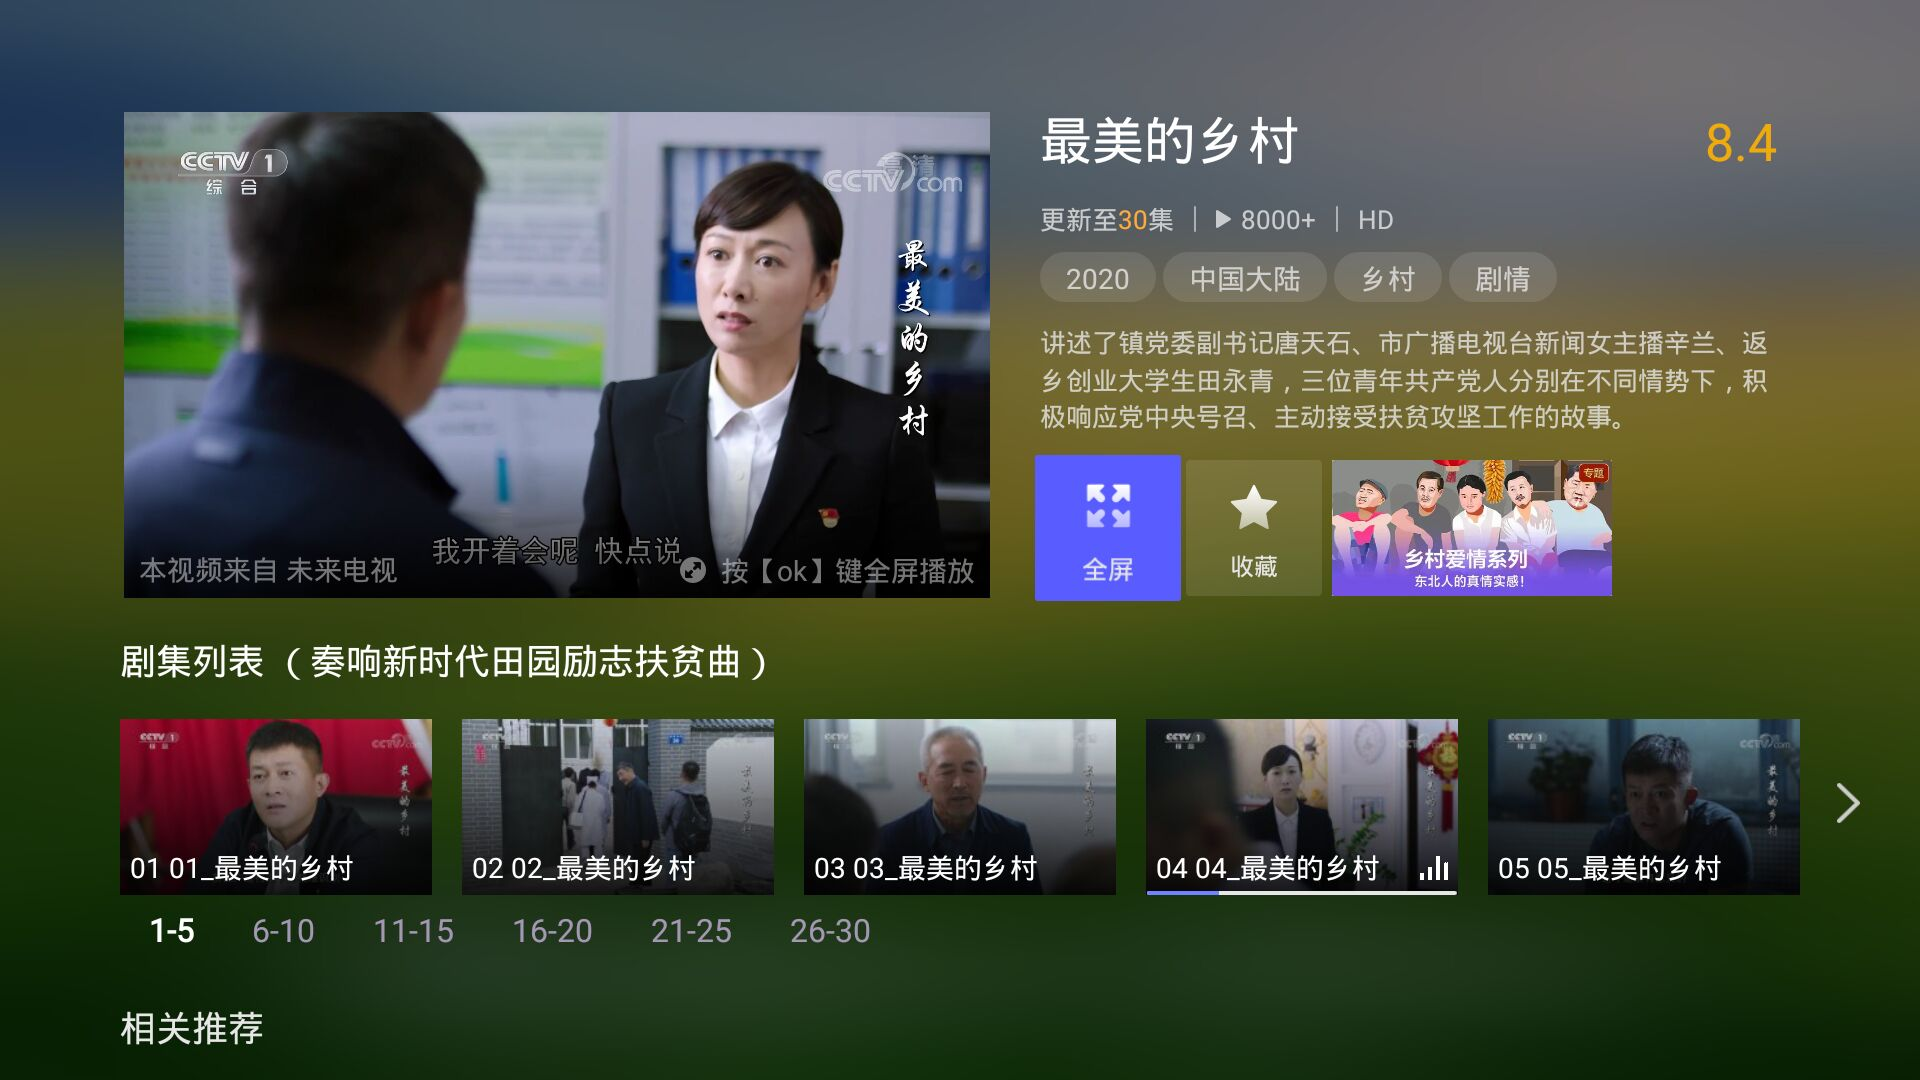 CCTV 1
综合
高清
CCTV com
最美的乡村
我开着会呢 快点说
本视频来自 未来电视
按【ok】键全屏播放
最美的乡村
8.4
更新至30集 | 8000+ | HD
2020 中国大陆 乡村 剧情
讲述了镇党委副书记唐天石、市广播电视台新闻女主播辛兰、返
乡创业大学生田永青，三位青年共产党人分别在不同情势下，积
极响应党中央号召、主动接受扶贫攻坚工作的故事。
全屏
收藏
专题
乡村爱情系列
东北人的真情实感！
剧集列表 （奏响新时代田园励志扶贫曲）
01 01_最美的乡村
02 02_最美的乡村
03 03_最美的乡村
04 04_最美的乡村
05 05_最美的乡村
1-5 6-10 11-15 16-20 21-25 26-30
相关推荐